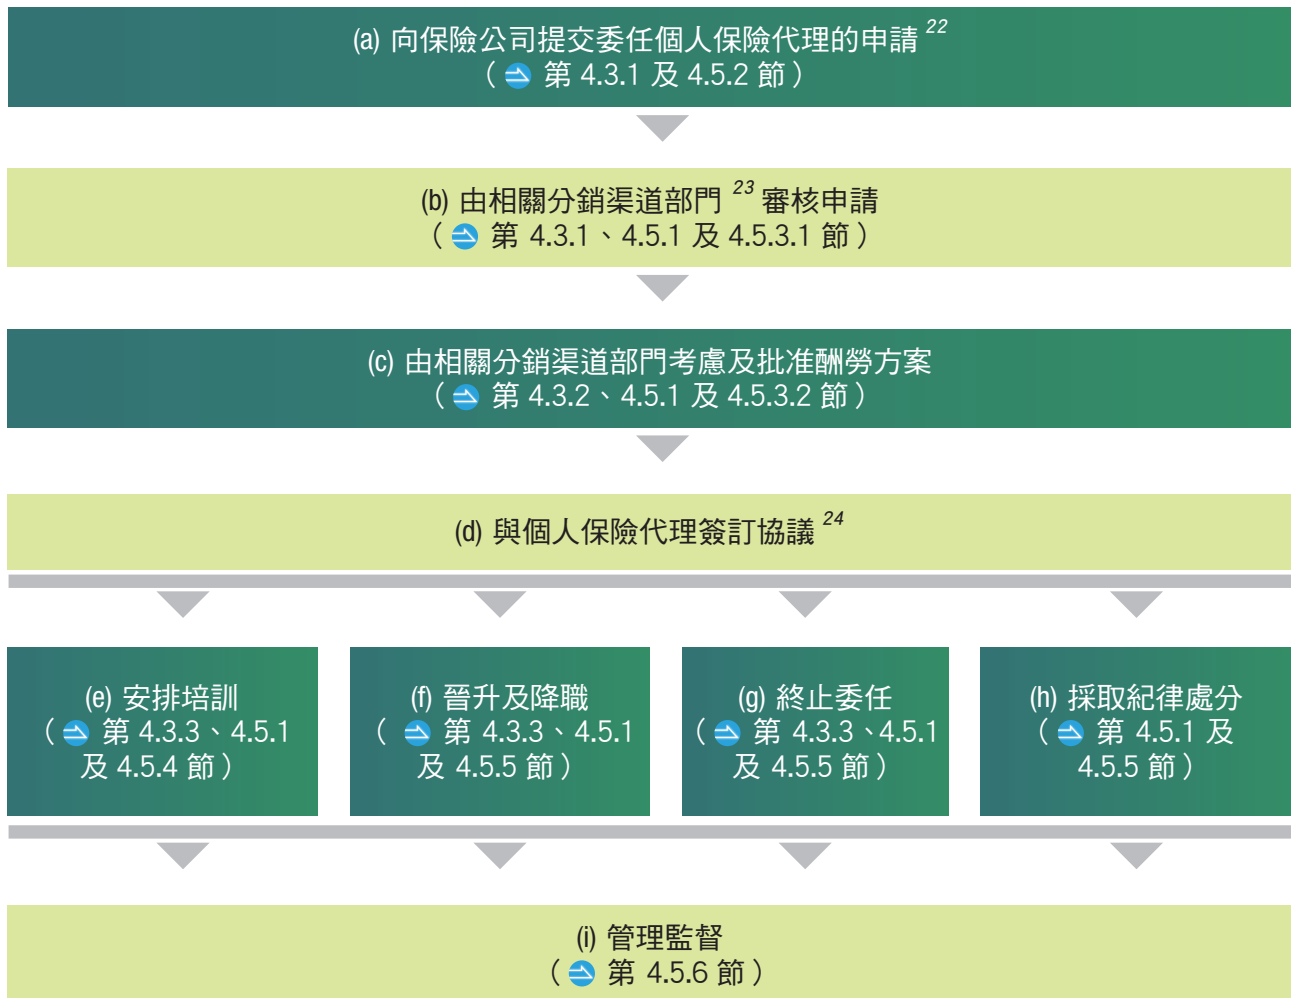 (a) 向保險公司提交委任個人保險代理的申請 22
( 第 4.3.1 及 4.5.2 節 )
(b) 由相關分銷渠道部門 23 審核申請
( 第 4.3.1、4.5.1 及 4.5.3.1 節 )
(c) 由相關分銷渠道部門考慮及批准酬勞方案
( 第 4.3.2、4.5.1 及 4.5.3.2 節 )
(d) 與個人保險代理簽訂協議 24
(e) 安排培訓
( 第 4.3.3、4.5.1
及 4.5.4 節 )
(f) 晉升及降職
( 第 4.3.3、4.5.1
及 4.5.5 節 )
(g) 終止委任
( 第 4.3.3、4.5.1
及 4.5.5 節 )
(h) 採取紀律處分
( 第 4.5.1 及
4.5.5 節 )
(i) 管理監督
( 第 4.5.6 節 )